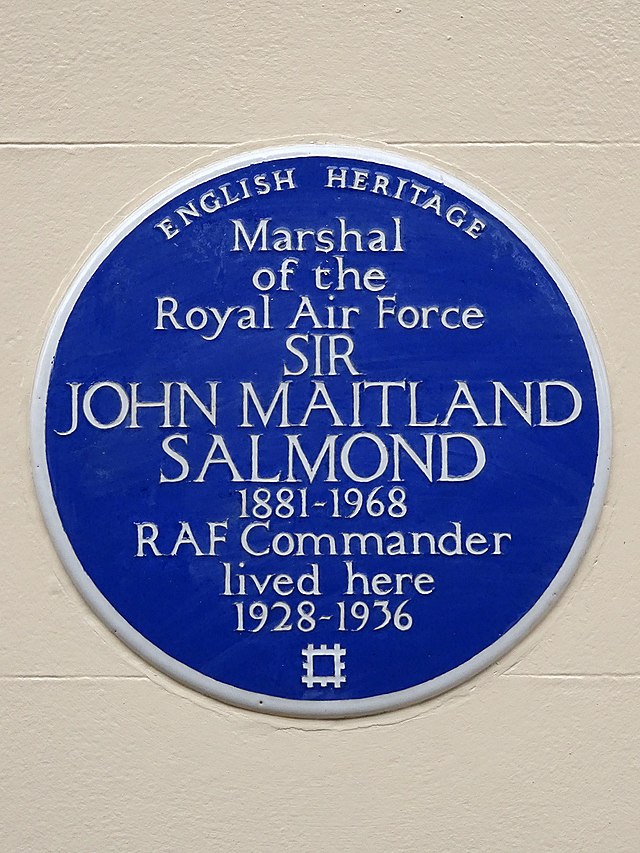 ENGLISH HERITAGE
Marshal
of the
Royal Air Force
SIR
JOHN MAITLAND
SALMOND
1881-1968
RAF Commander
lived here
1928-1936